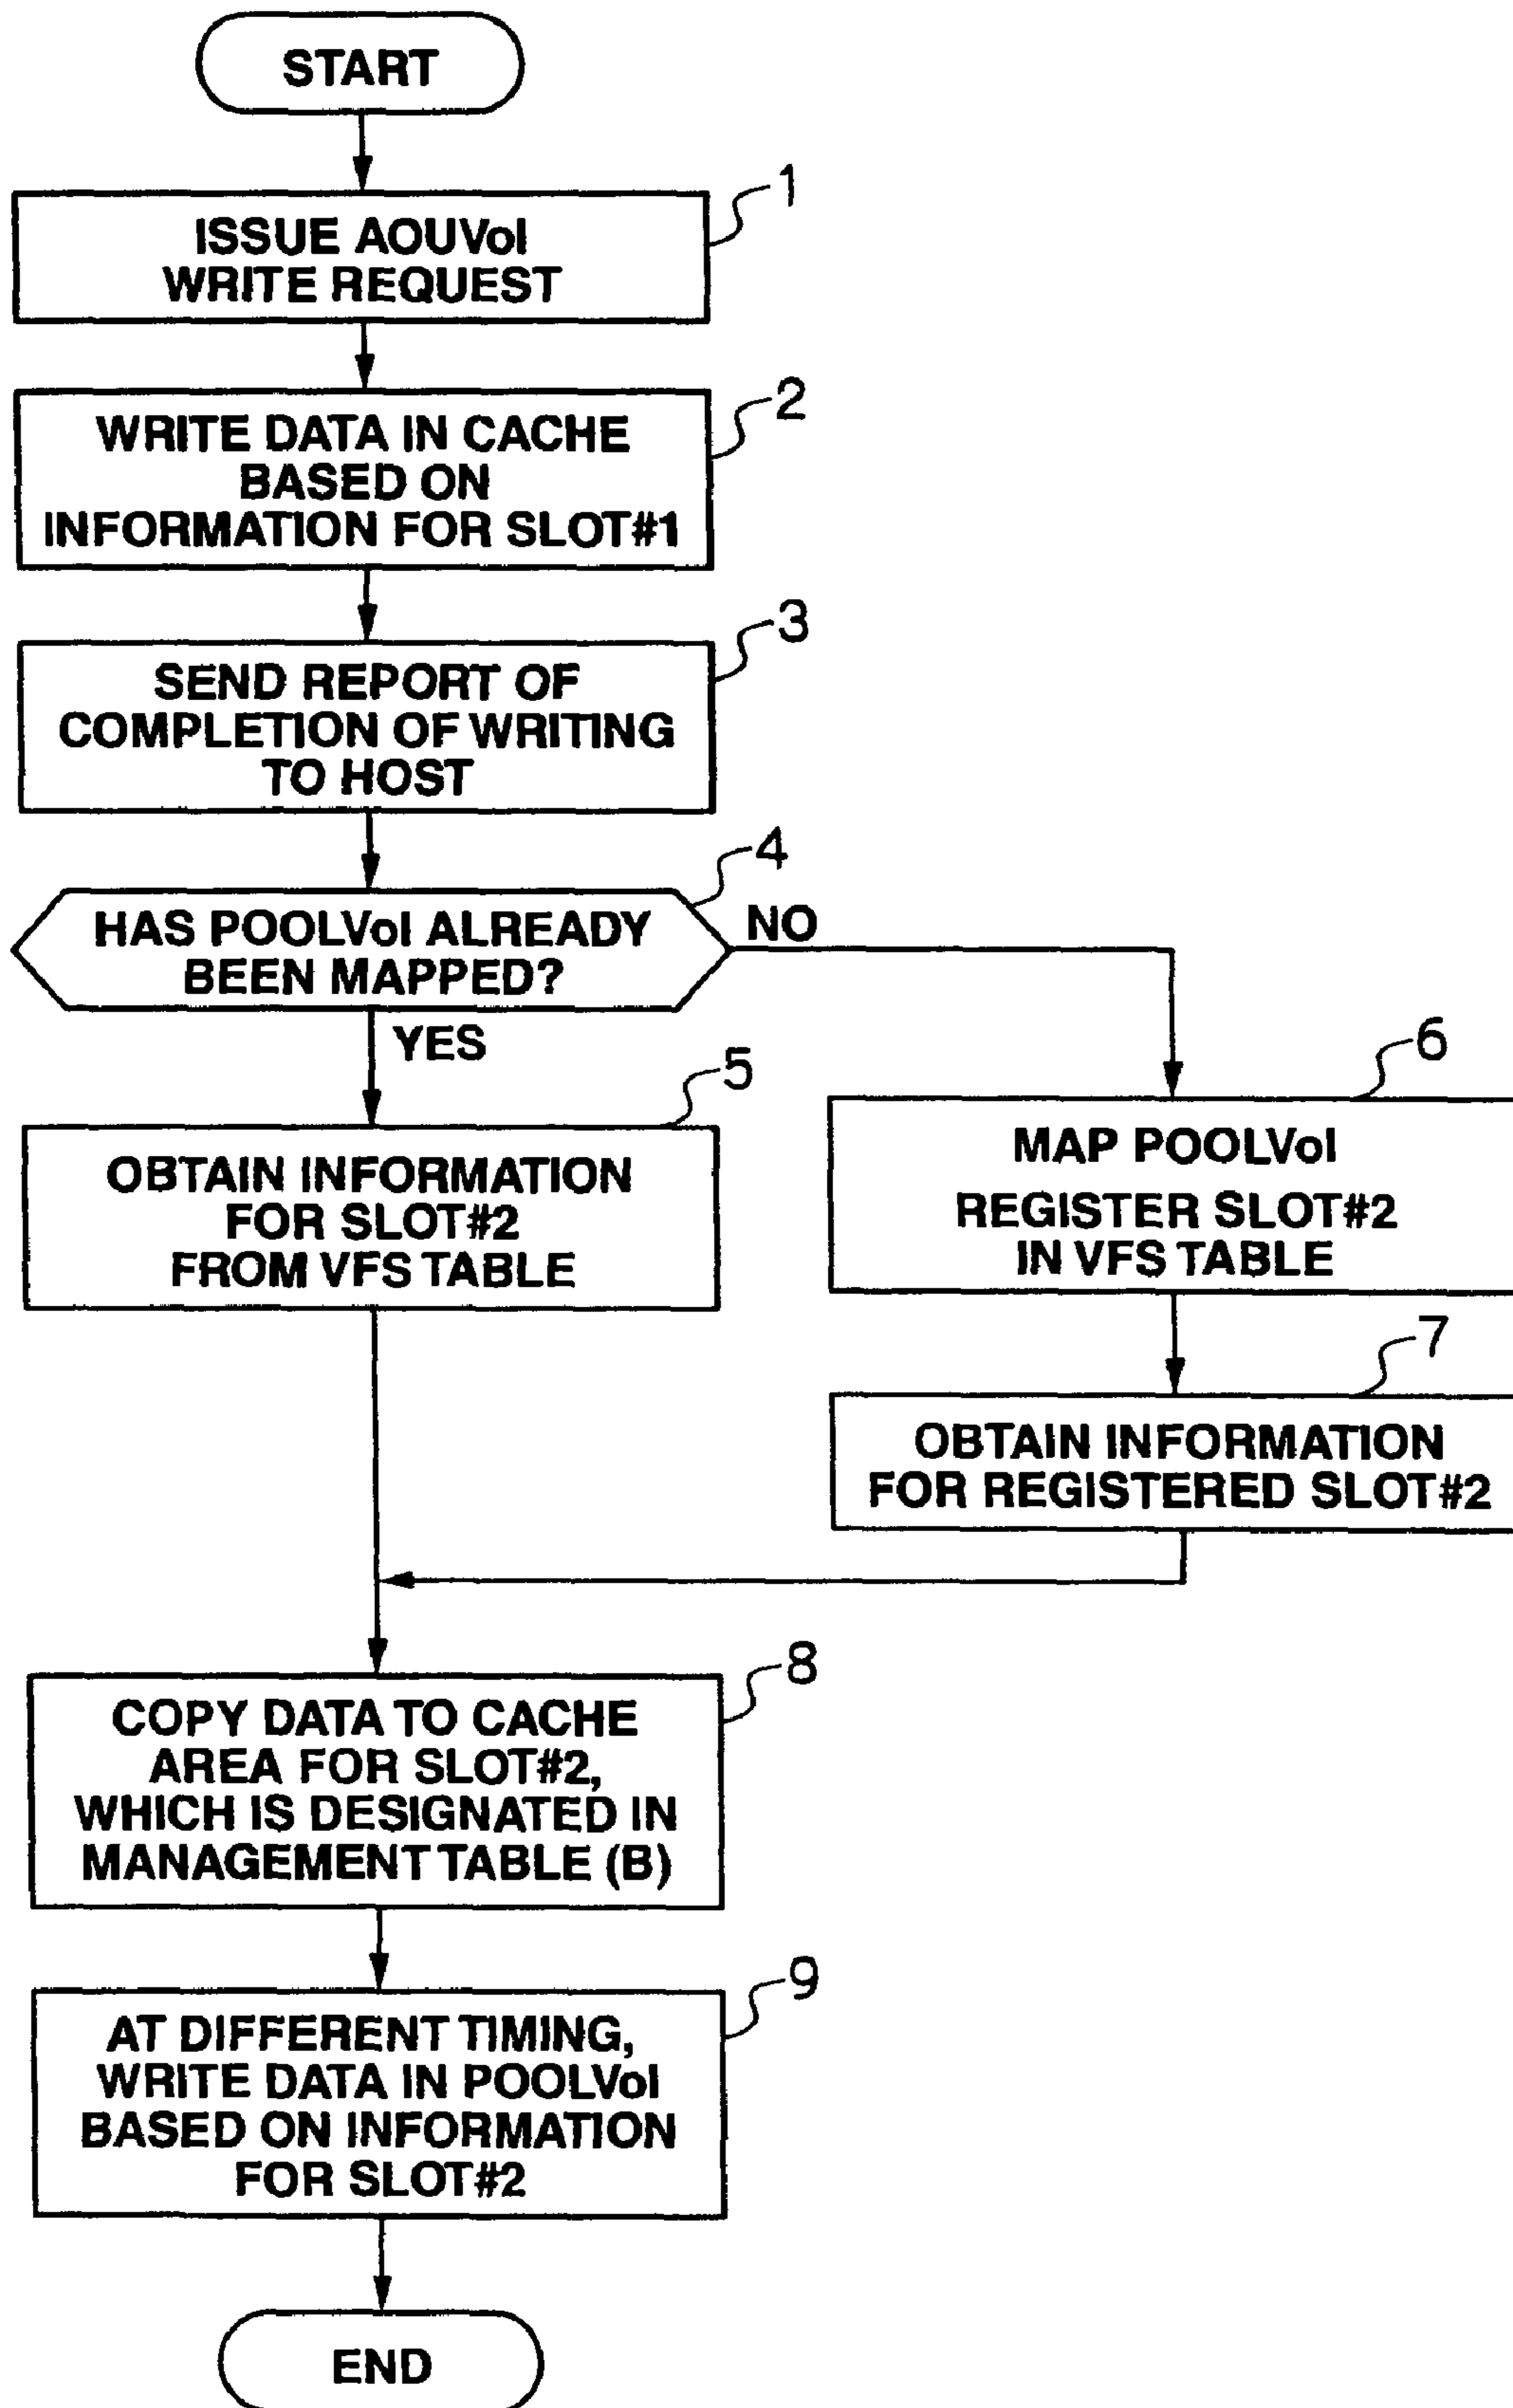 START
1
ISSUE AOUVol
WRITE REQUEST
2
WRITE DATA IN CACHE
BASED ON
INFORMATION FOR SLOT#1
3
SEND REPORT OF
COMPLETION OF WRITING
TO HOST
4
HAS POOLVol ALREADY
BEEN MAPPED?
NO
YES
5
OBTAIN INFORMATION
FOR SLOT#2
FROM VFS TABLE
6
MAP POOLVol
REGISTER SLOT#2
IN VFS TABLE
7
OBTAIN INFORMATION
FOR REGISTERED SLOT#2
8
COPY DATA TO CACHE
AREA FOR SLOT#2,
WHICH IS DESIGNATED IN
MANAGEMENT TABLE (B)
9
AT DIFFERENT TIMING,
WRITE DATA IN POOLVol
BASED ON INFORMATION
FOR SLOT#2
END